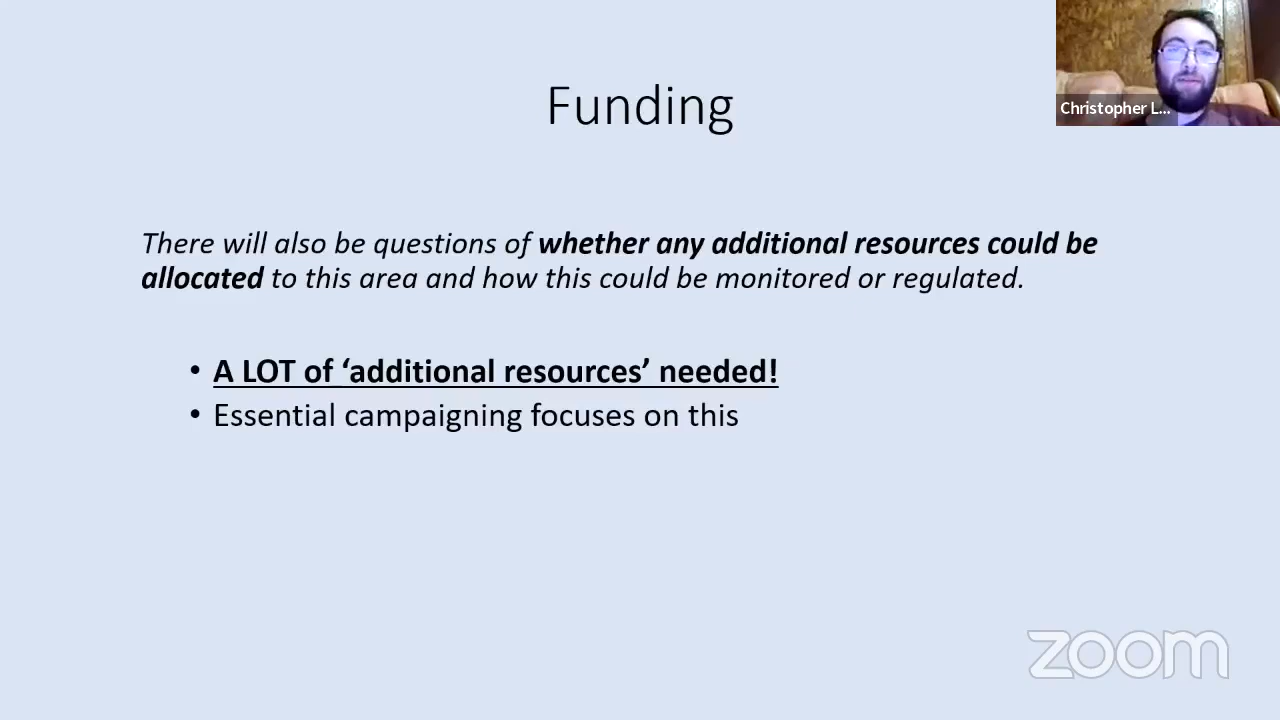 Funding
Christopher L...
There will also be questions of whether any additional resources could be
allocated to this area and how this could be monitored or regulated.
• A LOT of ‘additional resources’ needed!
• Essential campaigning focuses on this
zoom